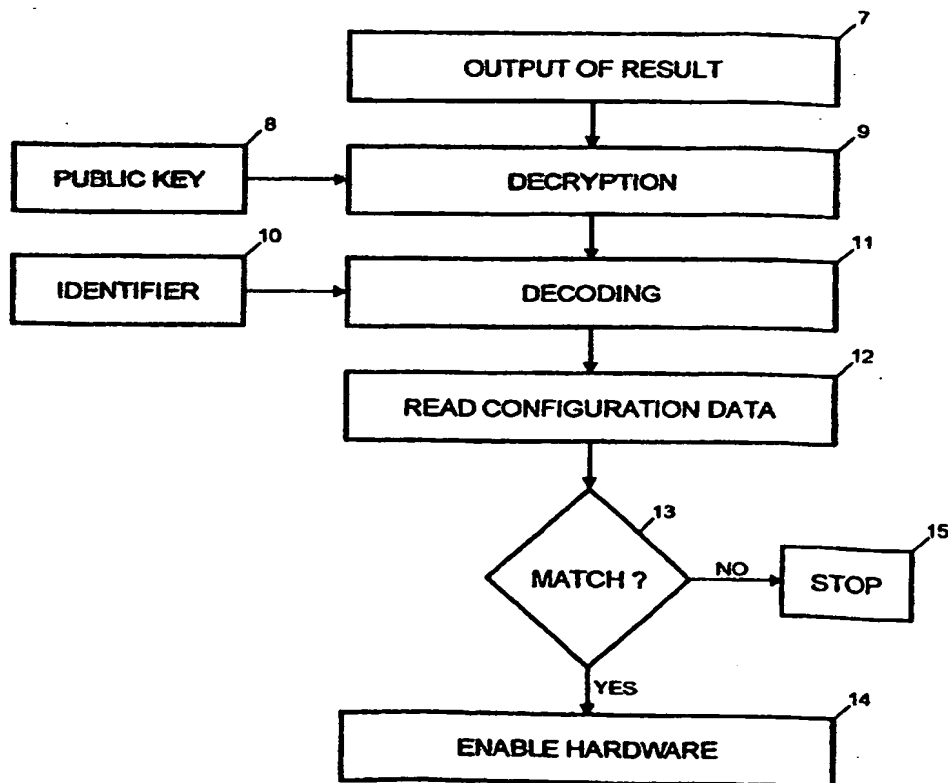 7
OUTPUT OF RESULT
8
PUBLIC KEY
9
DECRYPTION
10
IDENTIFIER
11
DECODING
12
READ CONFIGURATION DATA
13
MATCH ?
NO
15
STOP
YES
14
ENABLE HARDWARE